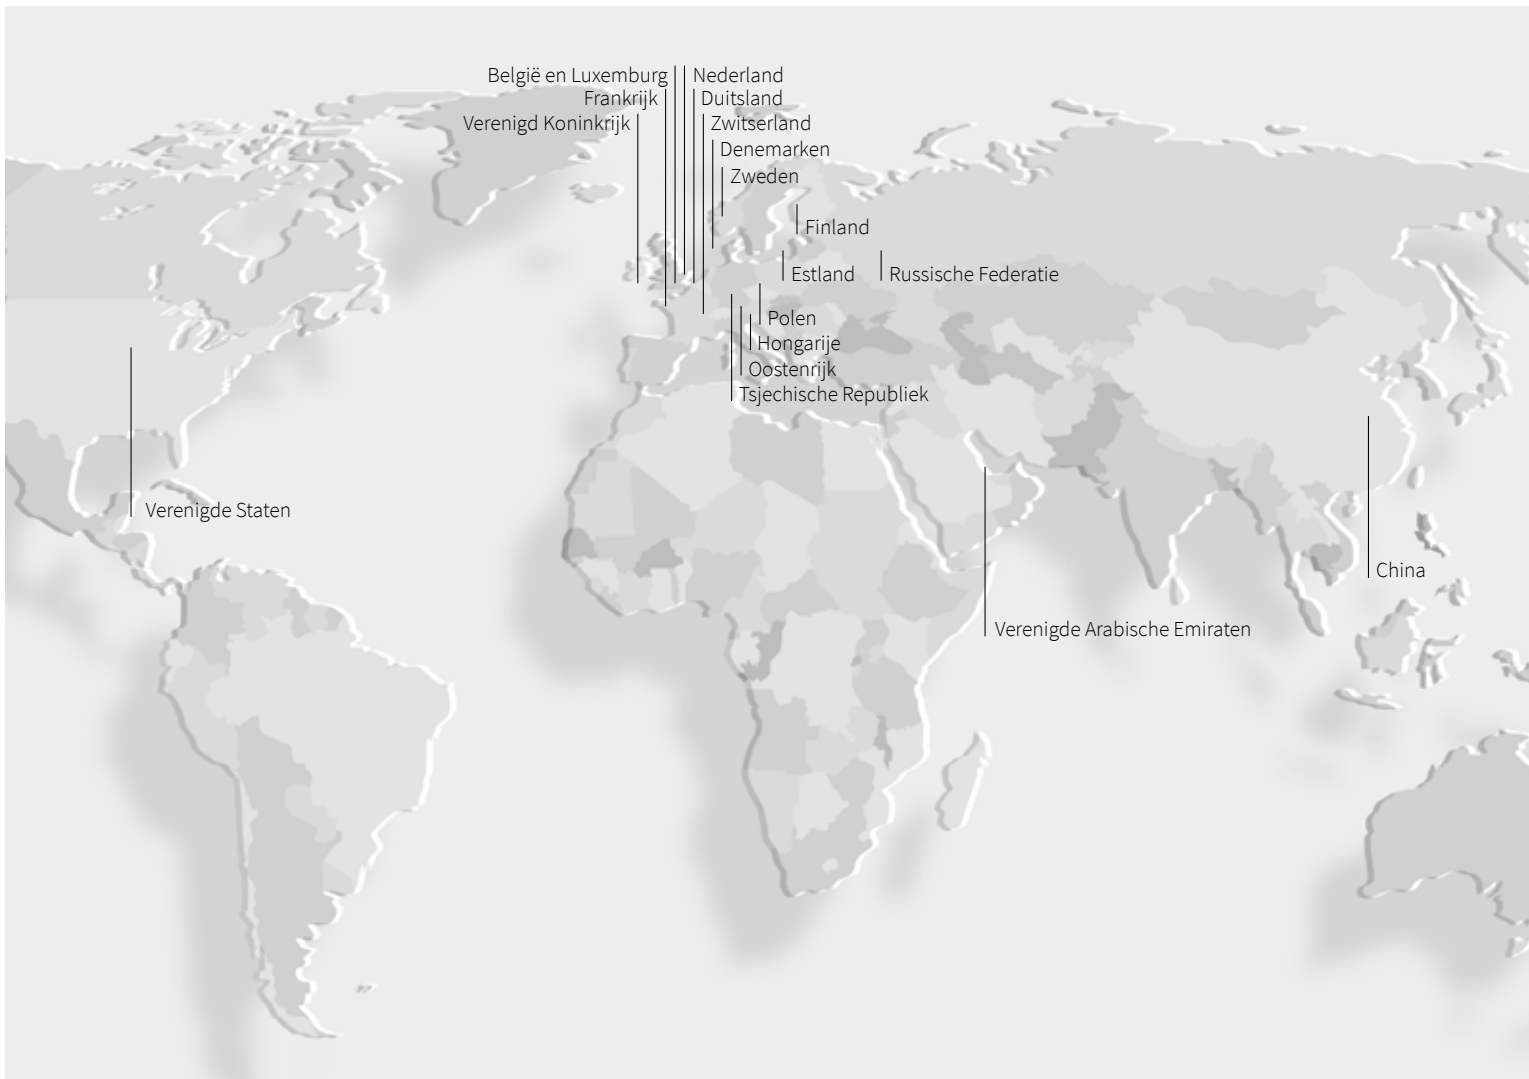 België en Luxemburg
Nederland
Frankrijk
Duitsland
Verenigd Koninkrijk
Zwitserland
Denemarken
Zweden
Finland
Estland
Russische Federatie
Polen
Hongarije
Oostenrijk
Tsjechische Republiek
Verenigde Staten
China
Verenigde Arabische Emiraten